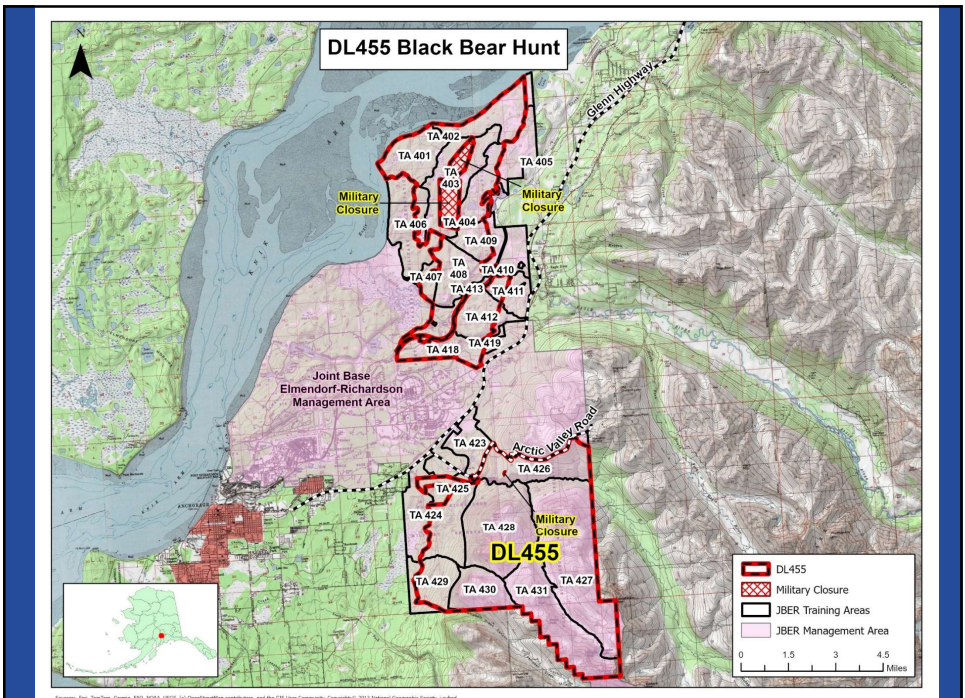 DL455 Black Bear Hunt
N
Glenn Highway
TA 402
TA 401
TA 405
TA
403
Military
Closure
Military
Closure
TA 406
TA 404
TA 409
TA
408
TA 410
TA 407
TA 413
TA 411
TA 412
TA 419
TA 418
Joint Base
Elmendorf-Richardson
Management Area
Arctic Valley Road
TA 423
TA 426
TA 425
TA 424
TA 428
Military
Closure
DL455
TA 429
TA 430
TA 431
TA 427
ANCHORAGE
DL455
Military Closure
JBER Training Areas
JBER Management Area
0 1.5 3 4.5
Miles